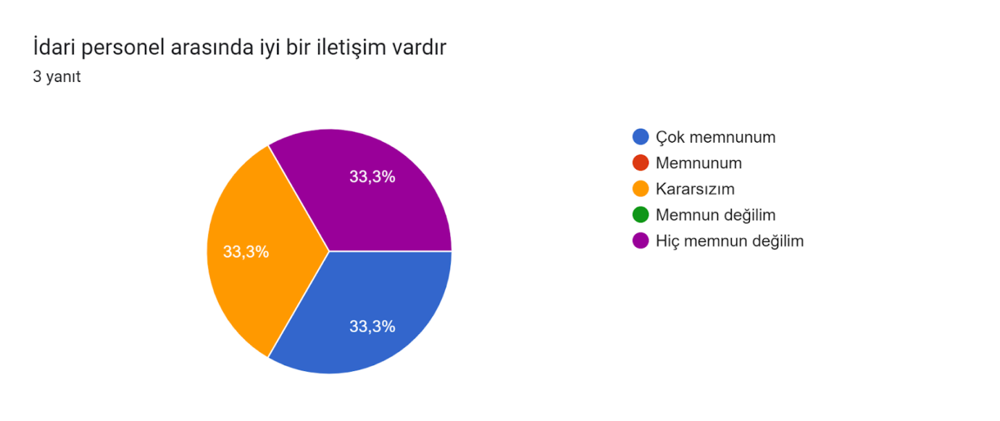 İdari personel arasında iyi bir iletişim vardır
3 yanıt
33,3%
33,3%
33,3%
Çok memnunum
Memnunum
Kararsızım
Memnun değilim
Hiç memnun değilim